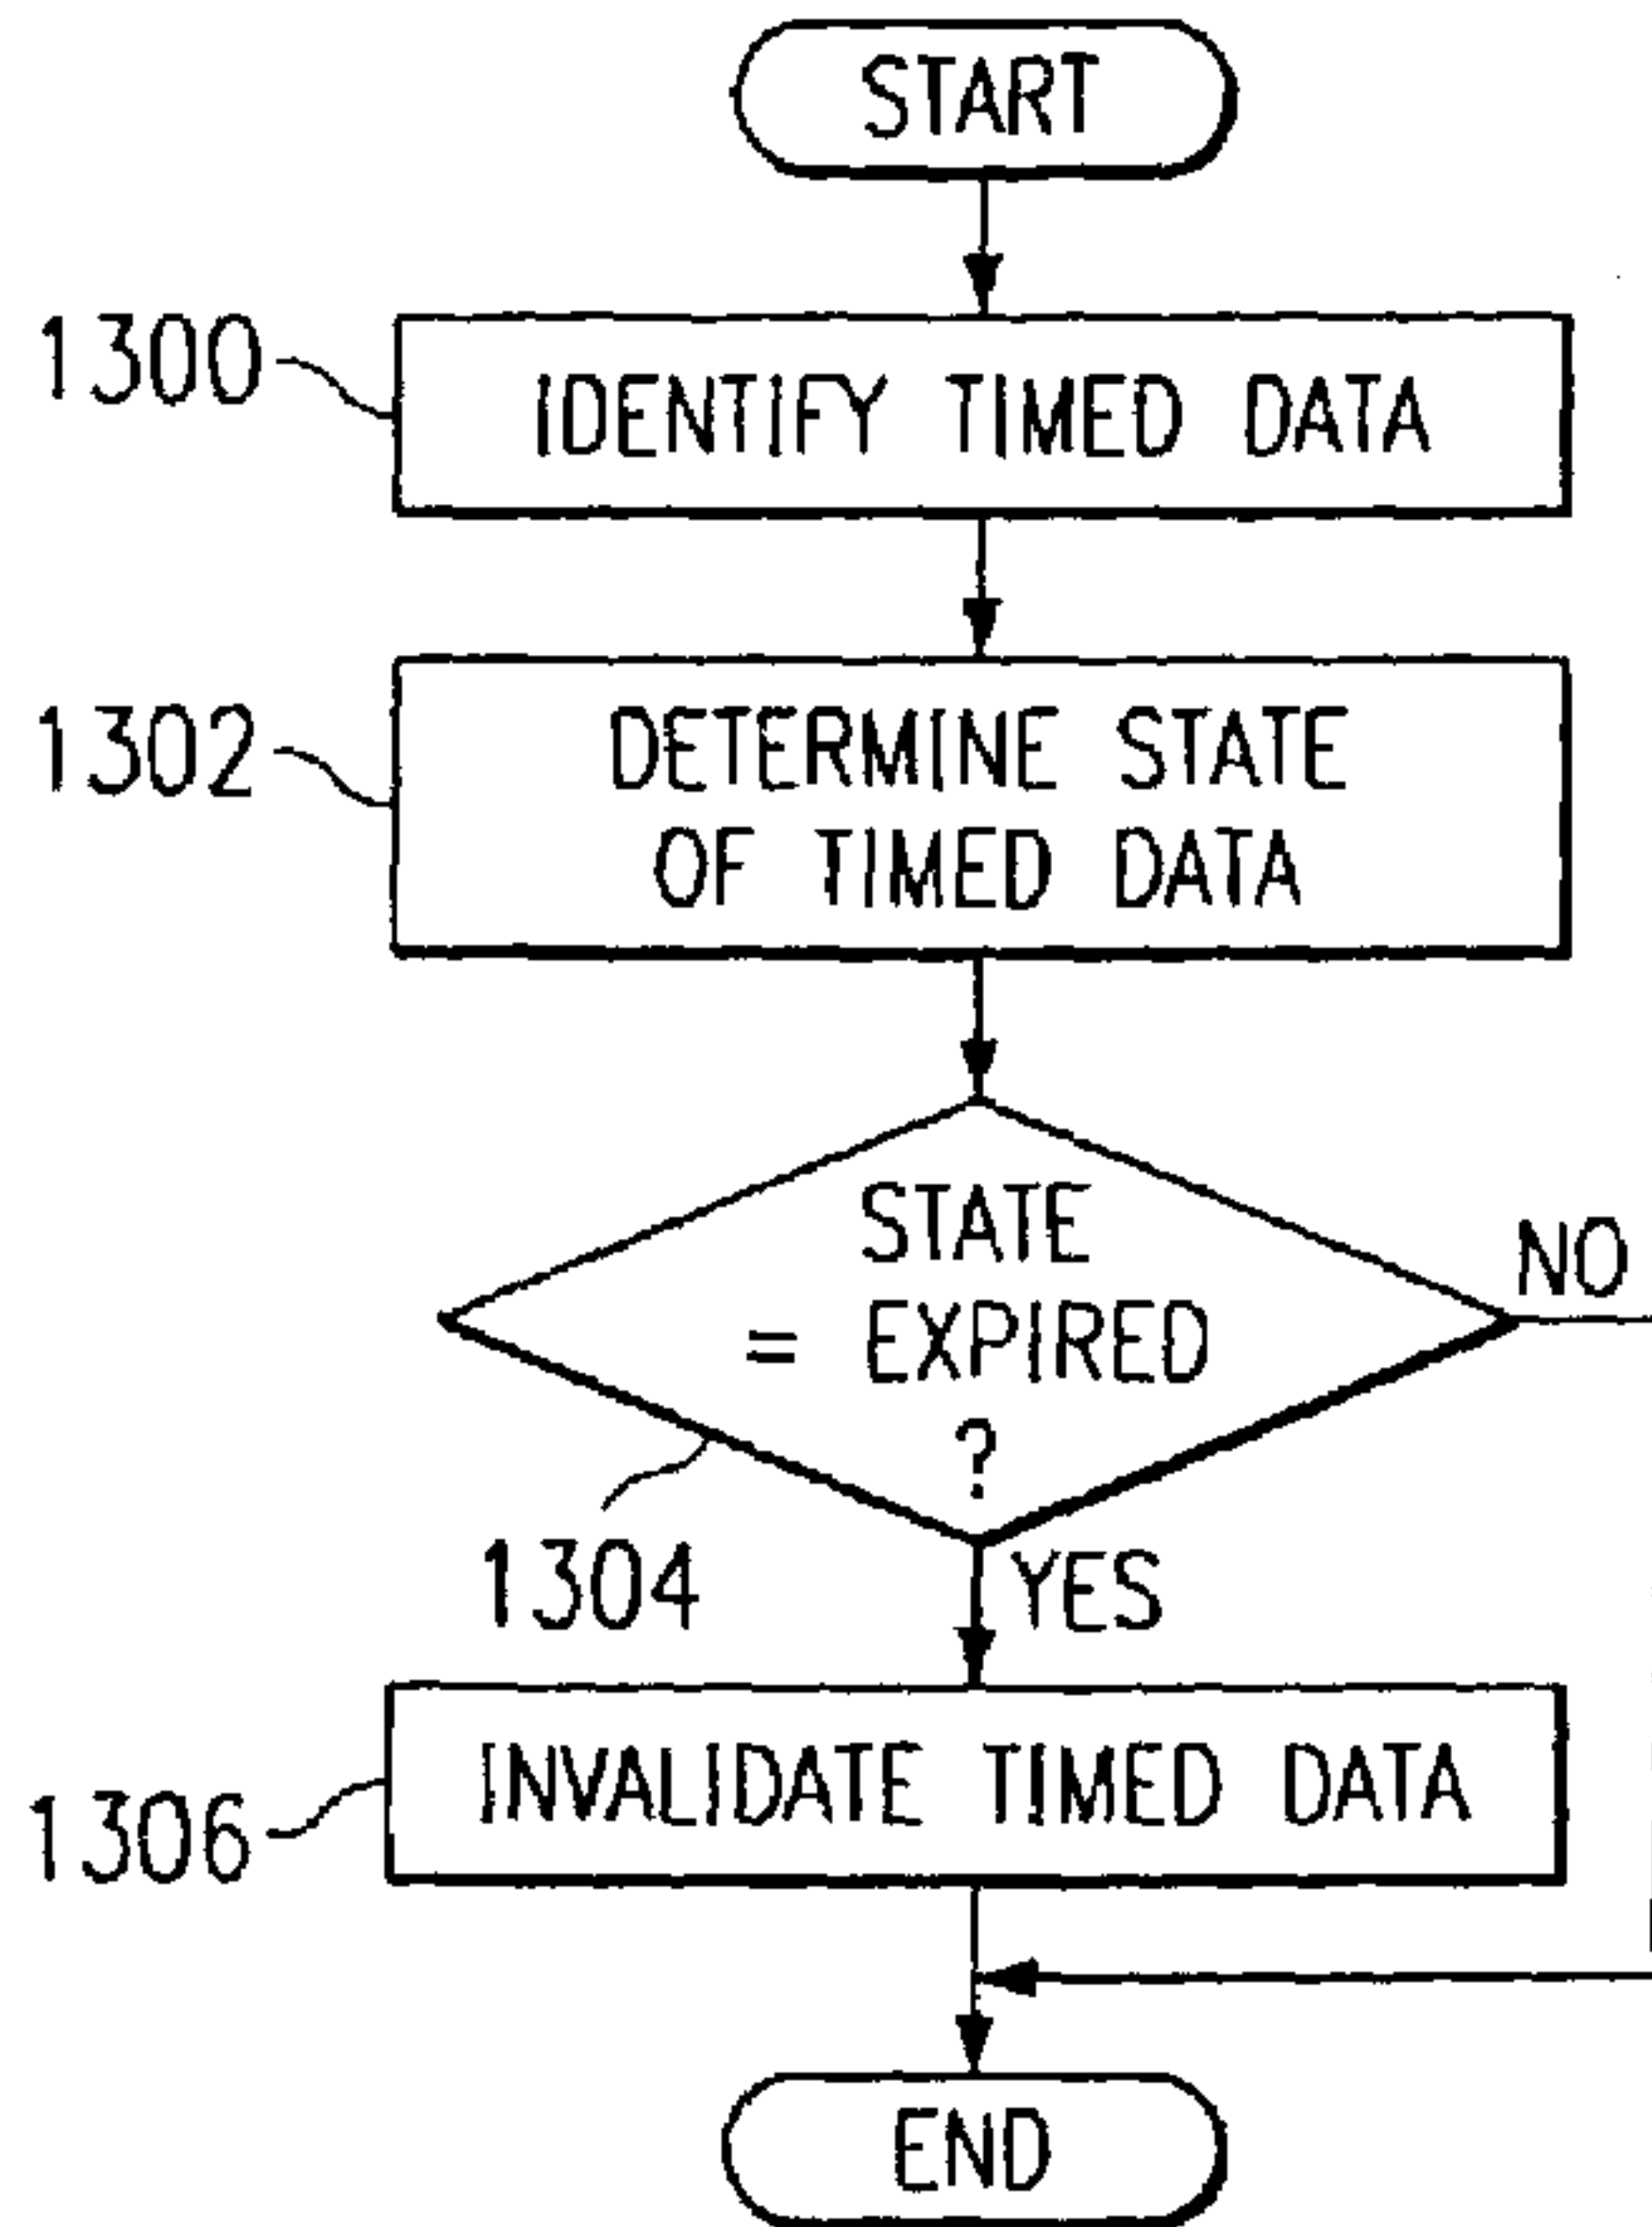 START
1300
IDENTIFY TIMED DATA
1302
DETERMINE STATE
OF TIMED DATA
STATE
= EXPIRED
?
NO
1304
YES
INVALIDATE TIMED DATA
1306
END